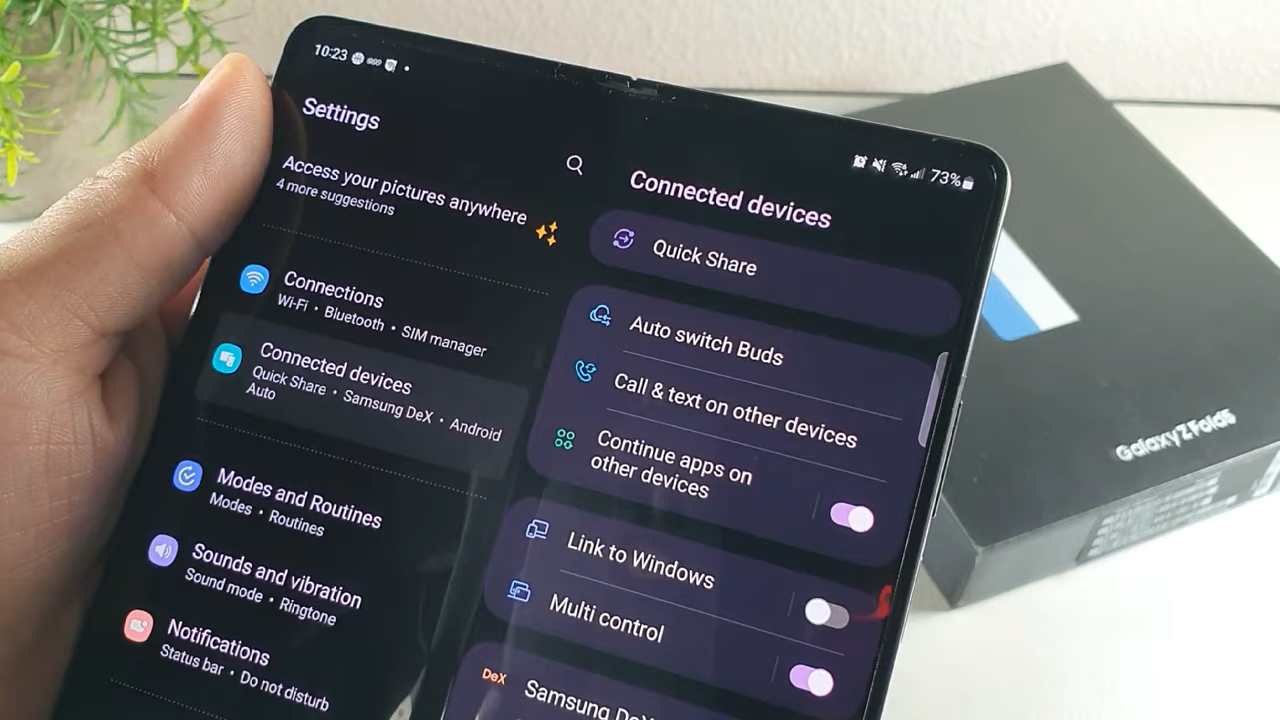 10:23
73%
Settings
Access your pictures anywhere
4 more suggestions
Connections
Wi-Fi • Bluetooth • SIM manager
Connected devices
Quick Share • Samsung DeX • Android
Auto
Modes and Routines
Modes • Routines
Sounds and vibration
Sound mode • Ringtone
Notifications
Status bar • Do not disturb
Connected devices
Quick Share
Auto switch Buds
Call & text on other devices
Continue apps on
other devices
Link to Windows
Multi control
DeX
Samsung DeX
Galaxy Z Fold5